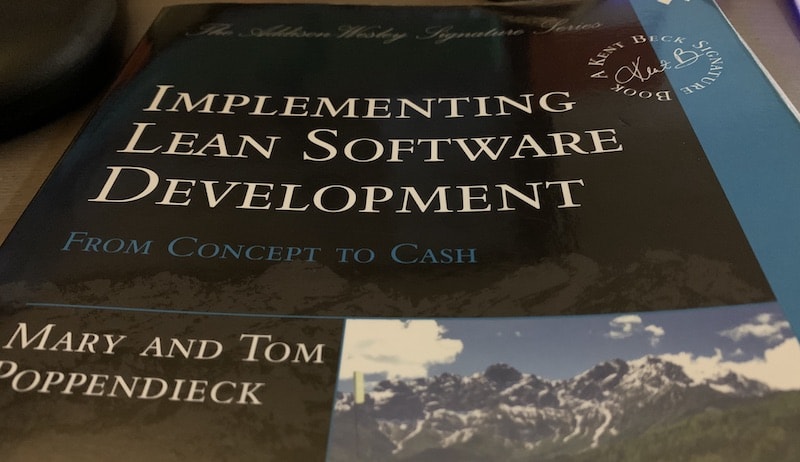 The Addison Wesley Signature Series
A KENT BECK SIGNATURE BOOK
Kent B
IMPLEMENTING
LEAN SOFTWARE
DEVELOPMENT
FROM CONCEPT TO CASH
MARY AND TOM
POPPENDIECK